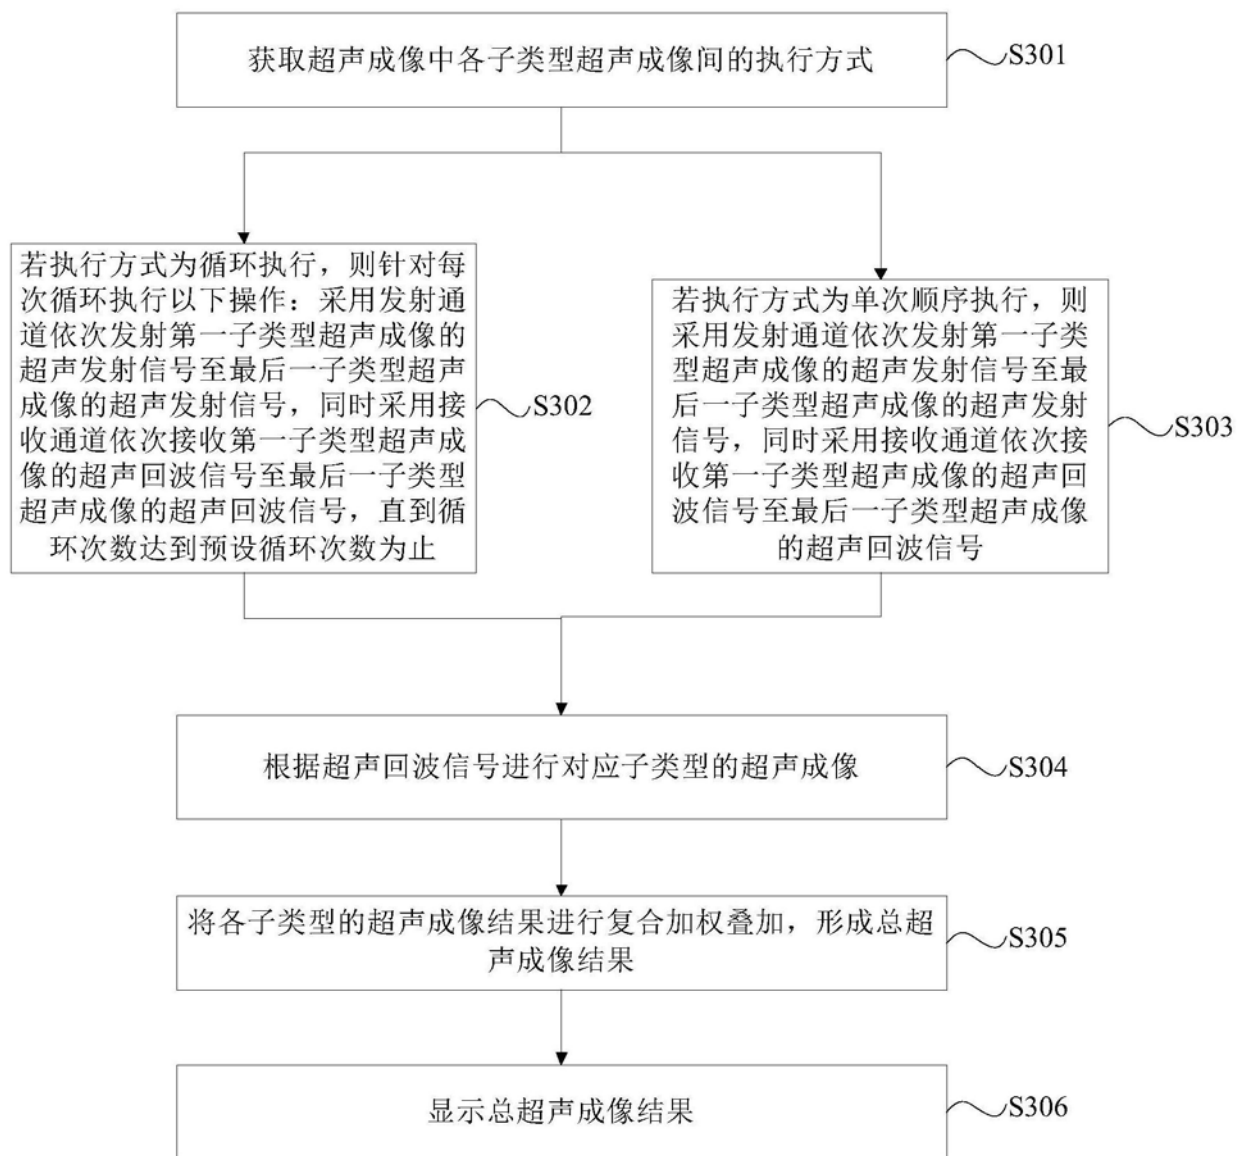 获取超声成像中各子类型超声成像间的执行方式
S301
若执行方式为循环执行，则针对每
次循环执行以下操作：采用发射通
道依次发射第一子类型超声成像的
超声发射信号至最后一子类型超声
成像的超声发射信号，同时采用接
收通道依次接收第一子类型超声成
像的超声回波信号至最后一子类型
超声成像的超声回波信号，直到循
环次数达到预设循环次数为止
S302
若执行方式为单次顺序执行，则
采用发射通道依次发射第一子类
型超声成像的超声发射信号至最
后一子类型超声成像的超声发射
信号，同时采用接收通道依次接
收第一子类型超声成像的超声回
波信号至最后一子类型超声成像
的超声回波信号
S303
根据超声回波信号进行对应子类型的超声成像
S304
将各子类型的超声成像结果进行复合加权叠加，形成总超
声成像结果
S305
显示总超声成像结果
S306